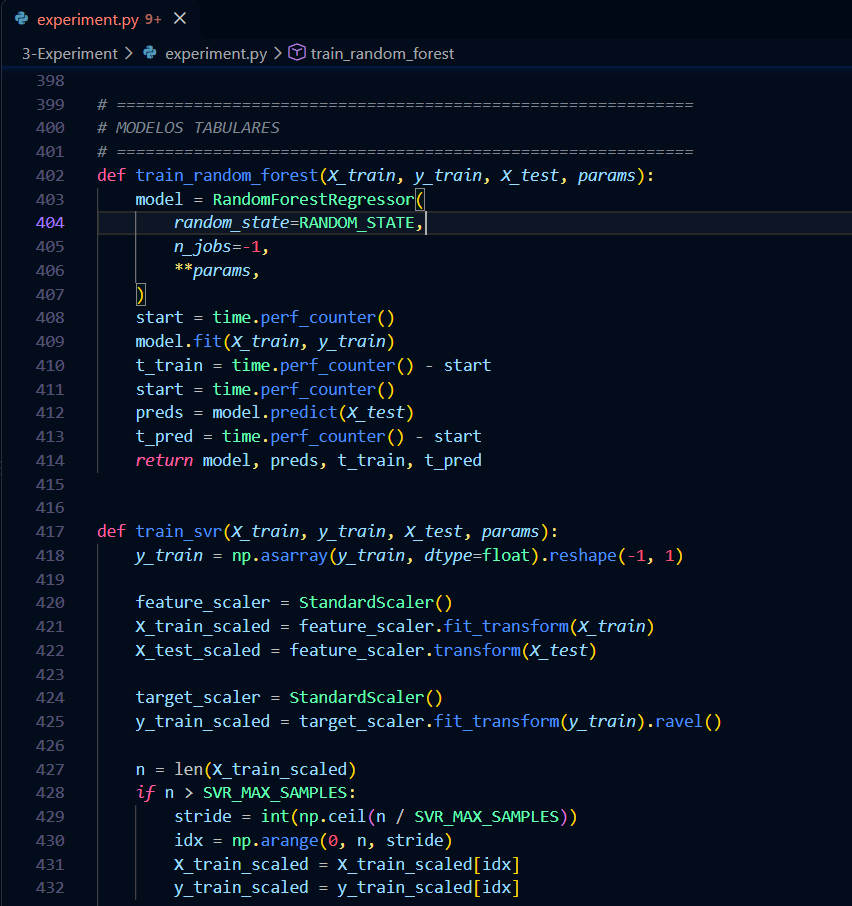 experiment.py 9+ ×
3-Experiment > experiment.py > train_random_forest
398
399 # ============================================================
400 # MODELOS TABULARES
401 # ============================================================
402 def train_random_forest(X_train, y_train, X_test, params):
403     model = RandomForestRegressor(
404         random_state=RANDOM_STATE,
405         n_jobs=-1,
406         **params,
407     )
408     start = time.perf_counter()
409     model.fit(X_train, y_train)
410     t_train = time.perf_counter() - start
411     start = time.perf_counter()
412     preds = model.predict(X_test)
413     t_pred = time.perf_counter() - start
414     return model, preds, t_train, t_pred
415
416
417 def train_svr(X_train, y_train, X_test, params):
418     y_train = np.asarray(y_train, dtype=float).reshape(-1, 1)
419
420     feature_scaler = StandardScaler()
421     X_train_scaled = feature_scaler.fit_transform(X_train)
422     X_test_scaled = feature_scaler.transform(X_test)
423
424     target_scaler = StandardScaler()
425     y_train_scaled = target_scaler.fit_transform(y_train).ravel()
426
427     n = len(X_train_scaled)
428     if n > SVR_MAX_SAMPLES:
429         stride = int(np.ceil(n / SVR_MAX_SAMPLES))
430         idx = np.arange(0, n, stride)
431         X_train_scaled = X_train_scaled[idx]
432         y_train_scaled = y_train_scaled[idx]